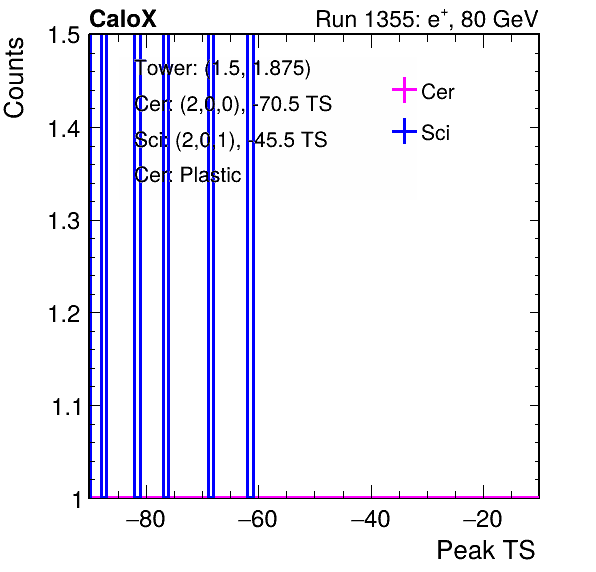 CaloX Run 1355: e+, 80 GeV
Counts
1.5
1.4
1.3
1.2
1.1
1
Tower: (1.5, 1.875)
Cer: (2,0,0), -70.5 TS
Sci: (2,0,1), -45.5 TS
Cer: Plastic
Cer
Sci
−80 −60 −40 −20
Peak TS